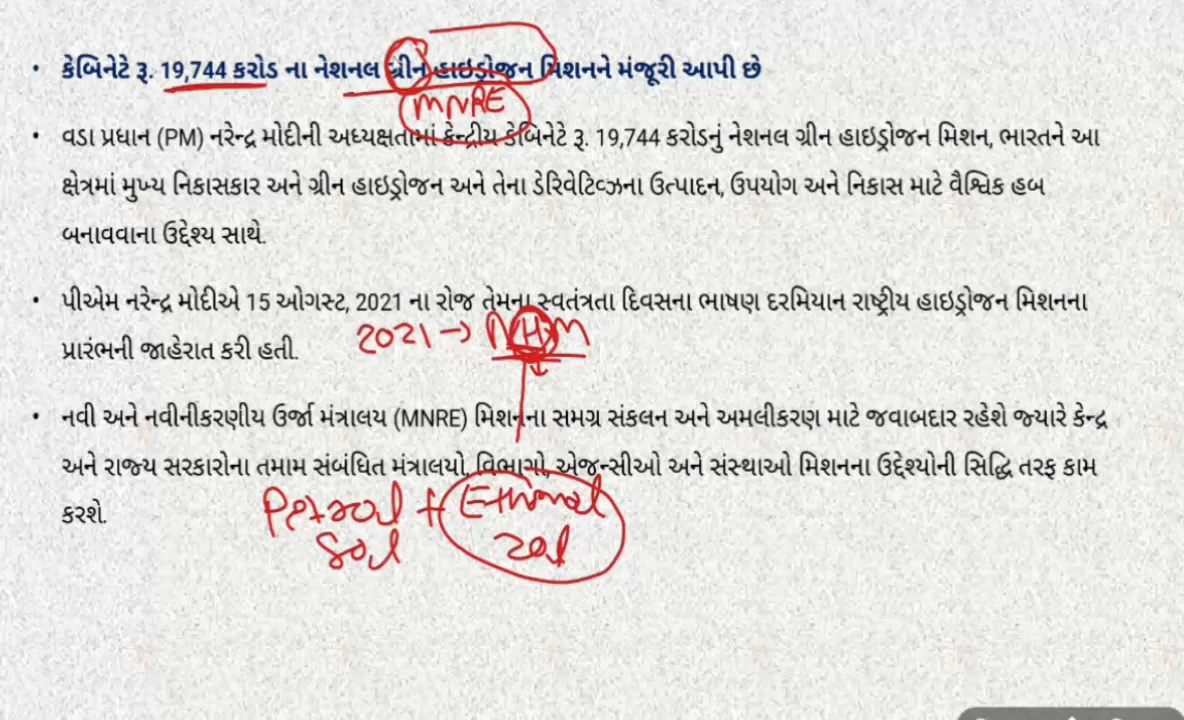 • કેબિનેટે રૂ. 19,744 કરોડ ના નેશનલ ગ્રીન હાઇડ્રોજન મિશનને મંજૂરી આપી છે
MNRE
• વડા પ્રધાન (PM) નરેન્દ્ર મોદીની અધ્યક્ષતામાં કેન્દ્રીય કેબિનેટે રૂ. 19,744 કરોડનું નેશનલ ગ્રીન હાઇડ્રોજન મિશન, ભારતને આ
ક્ષેત્રમાં મુખ્ય નિકાસકાર અને ગ્રીન હાઇડ્રોજન અને તેના ડેરિવેટિવ્ઝના ઉત્પાદન, ઉપયોગ અને નિકાસ માટે વૈશ્વિક હબ
બનાવવાના ઉદ્દેશ્ય સાથે.
• પીએમ નરેન્દ્ર મોદીએ 15 ઓગસ્ટ, 2021 ના રોજ તેમના સ્વતંત્રતા દિવસના ભાષણ દરમિયાન રાષ્ટ્રીય હાઇડ્રોજન મિશનના
પ્રારંભની જાહેરાત કરી હતી.
2021 → NHM
• નવી અને નવીનીકરણીય ઉર્જા મંત્રાલય (MNRE) મિશનના સમગ્ર સંકલન અને અમલીકરણ માટે જવાબદાર રહેશે જ્યારે કેન્દ્ર
અને રાજ્ય સરકારોના તમામ સંબંધિત મંત્રાલયો, વિભાગો, એજન્સીઓ અને સંસ્થાઓ મિશનના ઉદ્દેશ્યોની સિદ્ધિ તરફ કામ
કરશે.
Petrol +